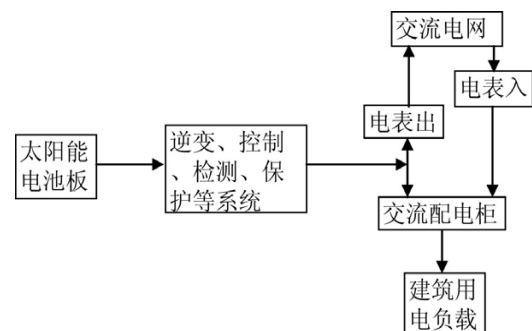 交流电网
电表入
电表出
太阳能
电池板
逆变、控制
、检测、保
护等系统
交流配电柜
建筑用
电负载